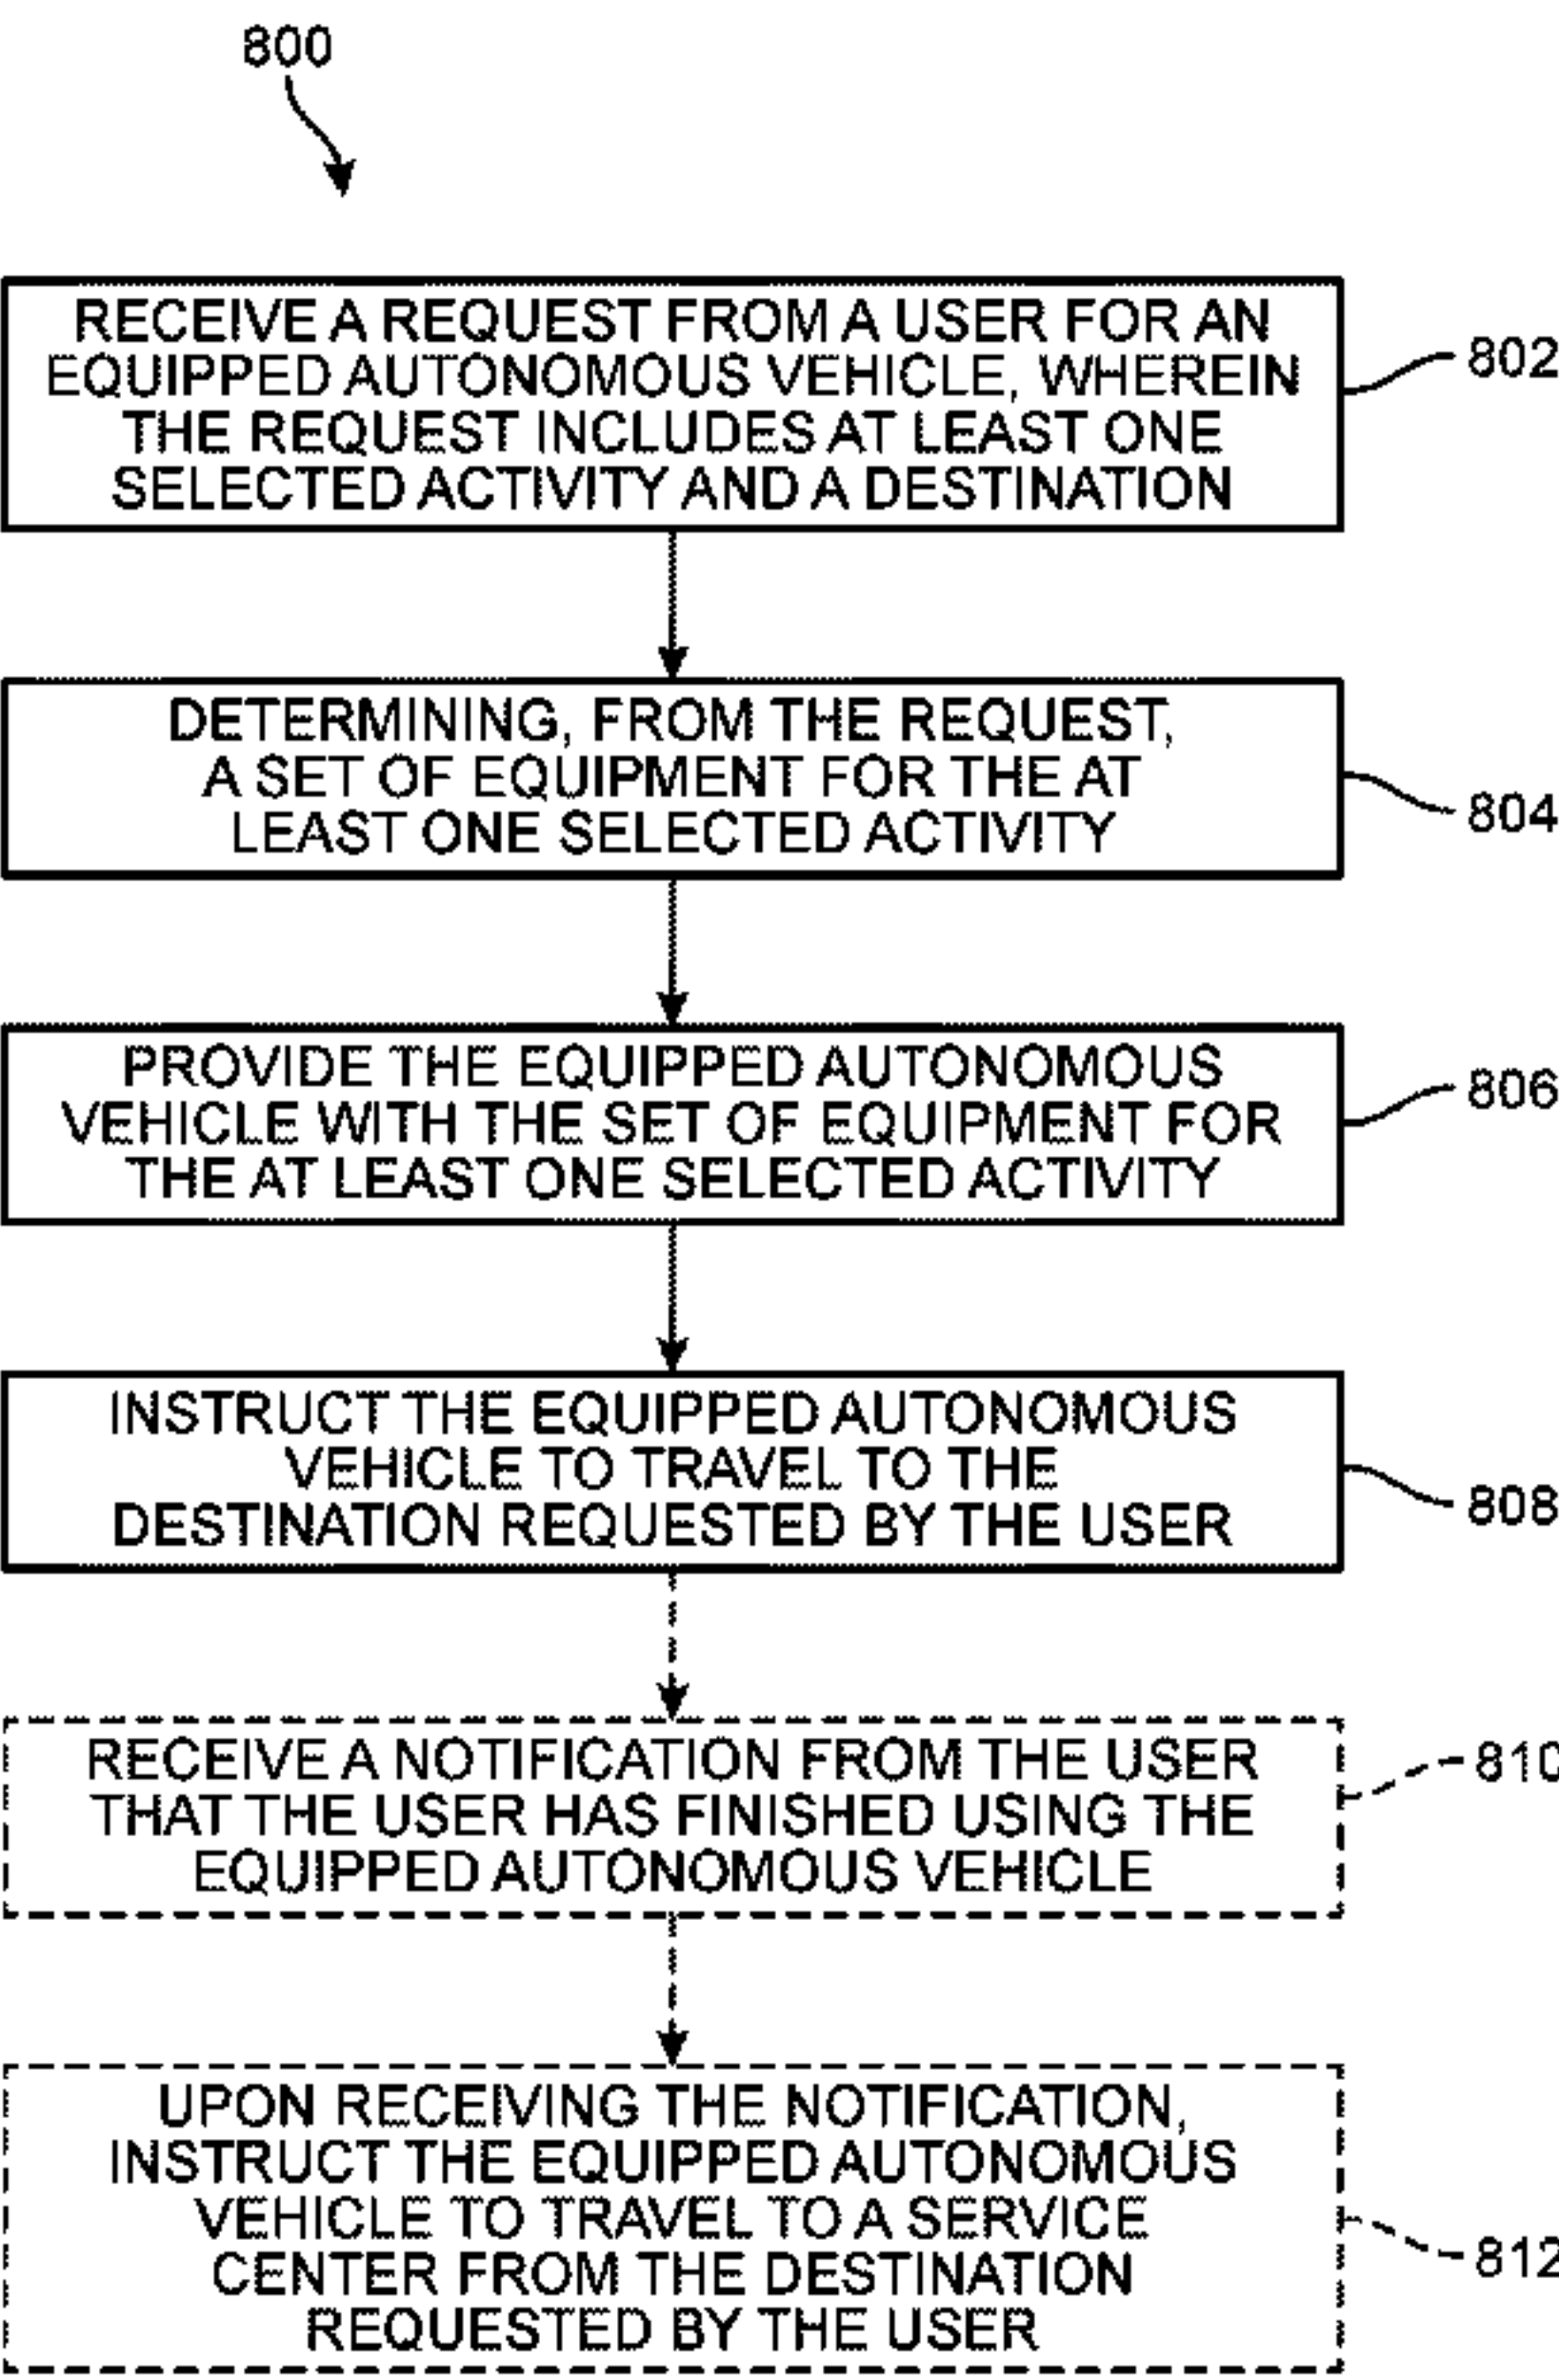 800
RECEIVE A REQUEST FROM A USER FOR AN
EQUIPPED AUTONOMOUS VEHICLE, WHEREIN
THE REQUEST INCLUDES AT LEAST ONE
SELECTED ACTIVITY AND A DESTINATION
802
DETERMINING, FROM THE REQUEST,
A SET OF EQUIPMENT FOR THE AT
LEAST ONE SELECTED ACTIVITY
804
PROVIDE THE EQUIPPED AUTONOMOUS
VEHICLE WITH THE SET OF EQUIPMENT FOR
THE AT LEAST ONE SELECTED ACTIVITY
806
INSTRUCT THE EQUIPPED AUTONOMOUS
VEHICLE TO TRAVEL TO THE
DESTINATION REQUESTED BY THE USER
808
RECEIVE A NOTIFICATION FROM THE USER
THAT THE USER HAS FINISHED USING THE
EQUIPPED AUTONOMOUS VEHICLE
810
UPON RECEIVING THE NOTIFICATION,
INSTRUCT THE EQUIPPED AUTONOMOUS
VEHICLE TO TRAVEL TO A SERVICE
CENTER FROM THE DESTINATION
REQUESTED BY THE USER
812